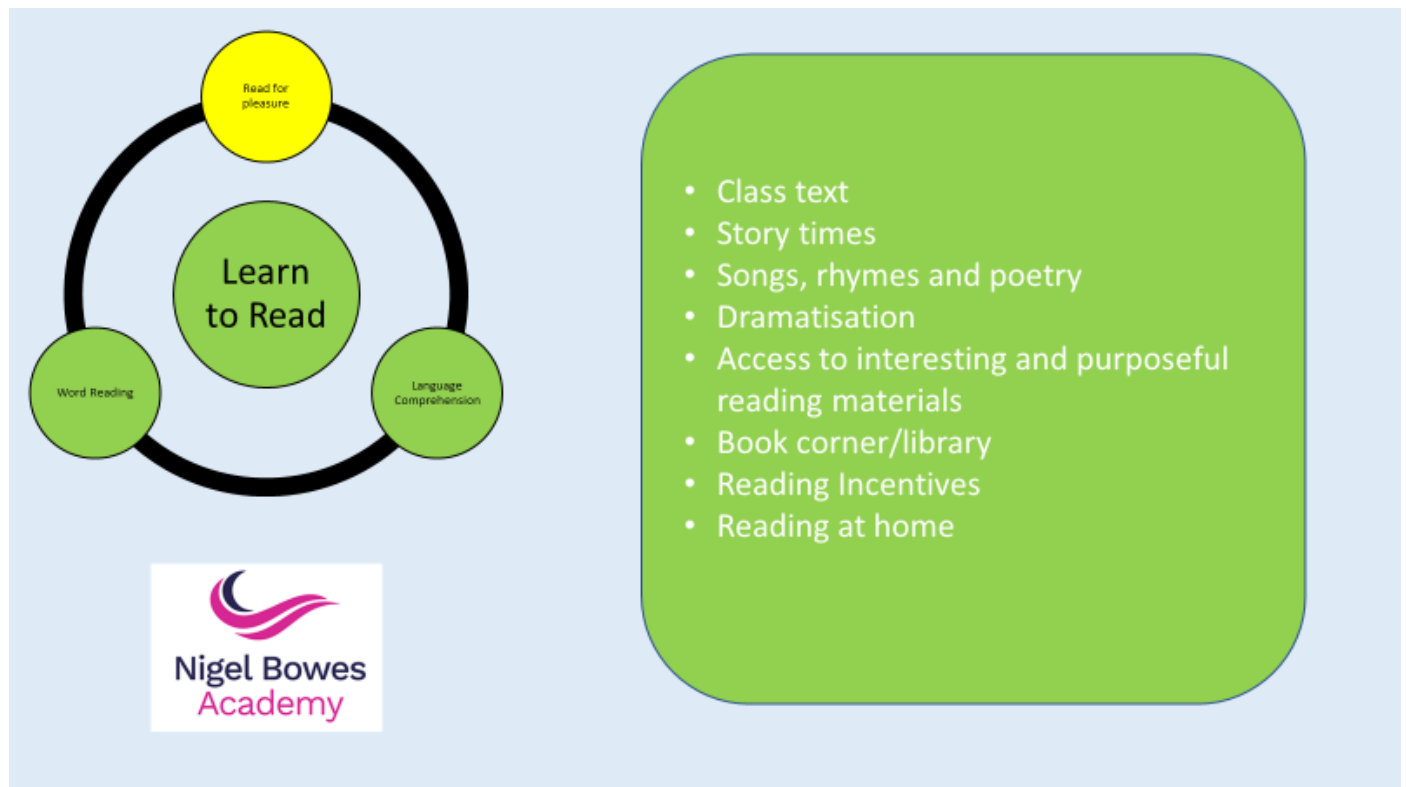 Read for
pleasure
Learn
to Read
Word Reading
Language
Comprehension
• Class text
• Story times
• Songs, rhymes and poetry
• Dramatisation
• Access to interesting and purposeful
reading materials
• Book corner/library
• Reading Incentives
• Reading at home
Nigel Bowes
Academy